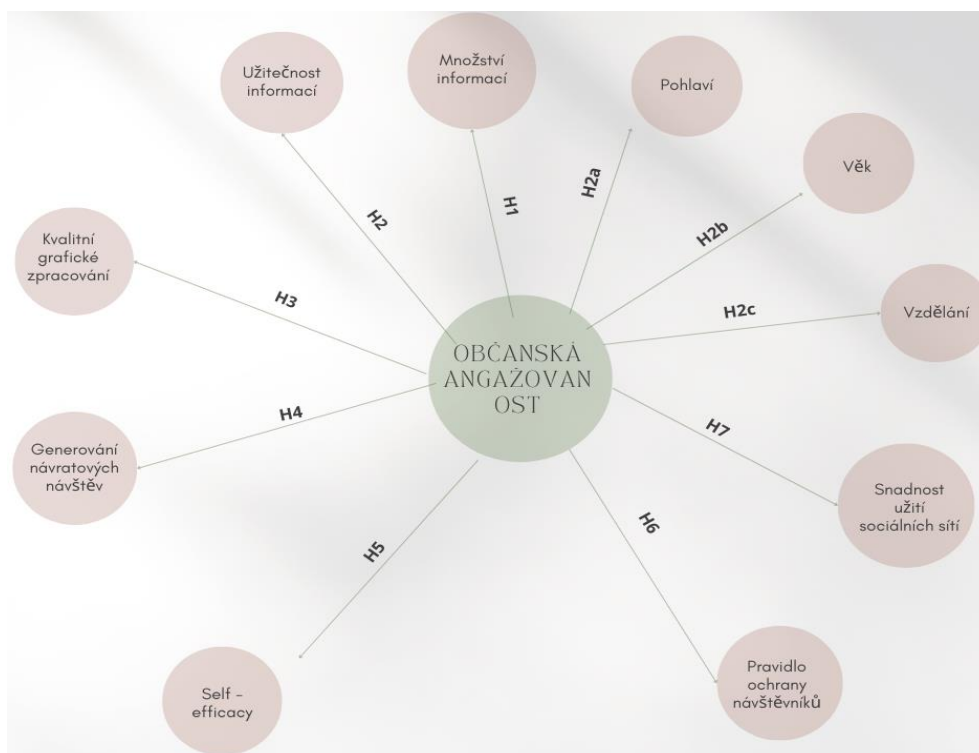 Užitečnost
informací
Množství
informací
Pohlaví
Věk
Kvalitní
grafické
zpracování
H2
H1
H2a
H2b
H3
H2c
Vzdělání
OBČANSKÁ
ANGAŽOVAN
OST
H4
H7
Generování
návratových
návštěv
Snadnost
užití
sociálních sítí
H5
H6
Self -
efficacy
Pravidlo
ochrany
návštěvníků